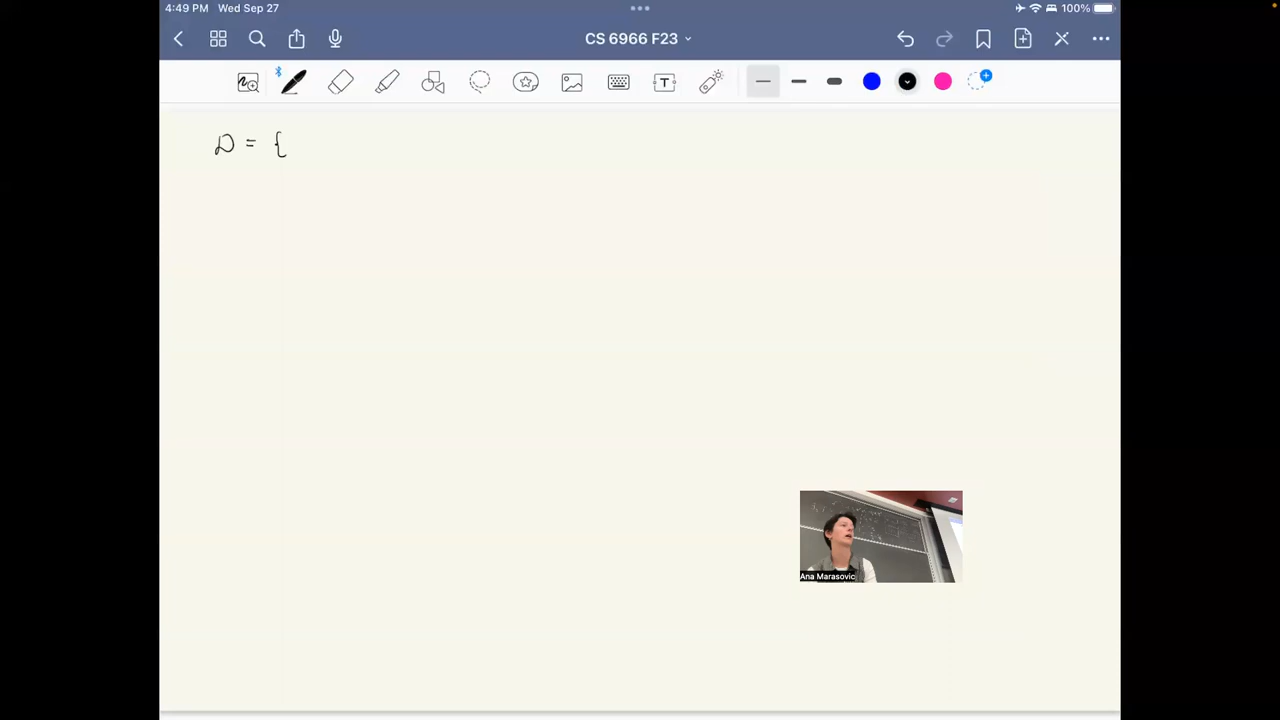 4:49 PM Wed Sep 27
100%
CS 6966 F23
T
D = {
Ana Marasovic